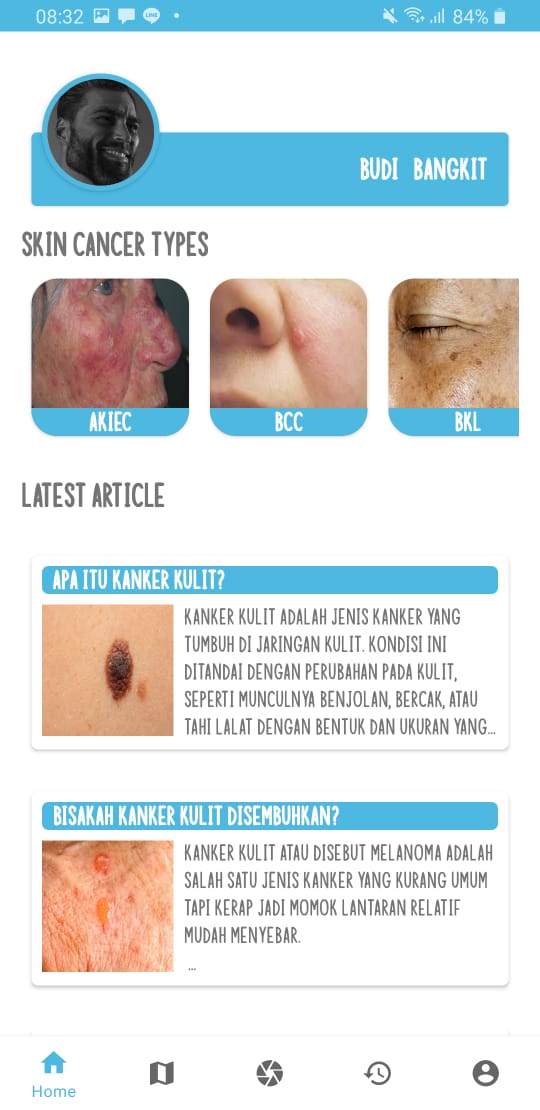 08:32
84%
BUDI BANGKIT
SKIN CANCER TYPES
AKIEC
BCC
BKL
LATEST ARTICLE
APA ITU KANKER KULIT?
KANKER KULIT ADALAH JENIS KANKER YANG
TUMBUH DI JARINGAN KULIT. KONDISI INI
DITANDAI DENGAN PERUBAHAN PADA KULIT,
SEPERTI MUNCULNYA BENJOLAN, BERCAK, ATAU
TAHI LALAT DENGAN BENTUK DAN UKURAN YANG...
BISAKAH KANKER KULIT DISEMBUHKAN?
KANKER KULIT ATAU DISEBUT MELANOMA ADALAH
SALAH SATU JENIS KANKER YANG KURANG UMUM
TAPI KERAP JADI MOMOK LANTARAN RELATIF
MUDAH MENYEBAR.
...
Home